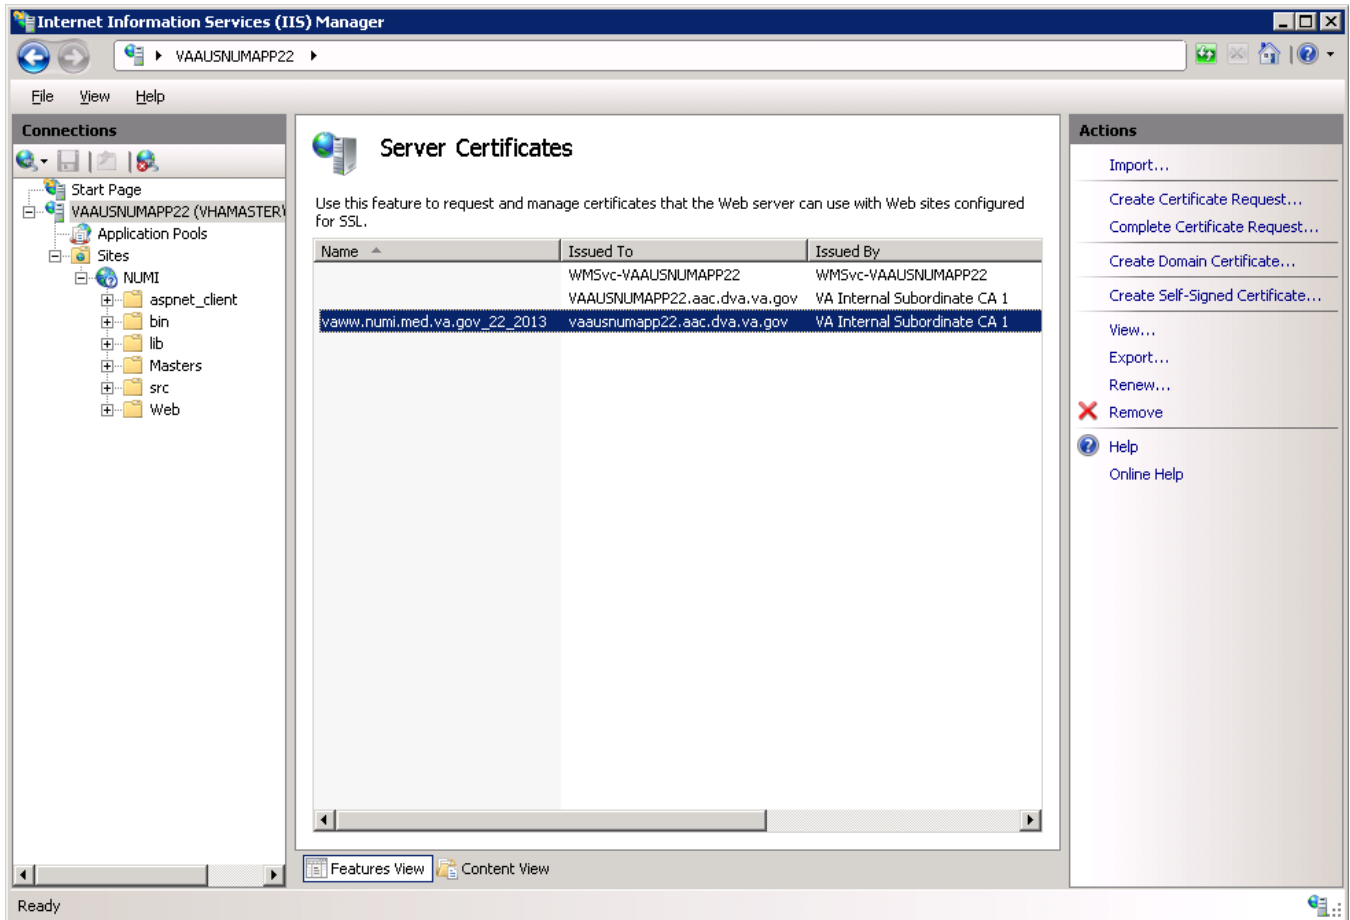 Internet Information Services (IIS) Manager
VAAUSNUMAPP22
File View Help
Connections
Start Page
VAAUSNUMAPP22 (VHAMASTER\
Application Pools
Sites
NUMI
aspnet_client
bin
lib
Masters
src
Web
Server Certificates
Use this feature to request and manage certificates that the Web server can use with Web sites configured
for SSL.
Name Issued To Issued By
WMSvc-VAAUSNUMAPP22 WMSvc-VAAUSNUMAPP22
VAAUSNUMAPP22.aac.dva.va.gov VA Internal Subordinate CA 1
vaww.numi.med.va.gov_22_2013 vaausnumapp22.aac.dva.va.gov VA Internal Subordinate CA 1
Features View Content View
Actions
Import...
Create Certificate Request...
Complete Certificate Request...
Create Domain Certificate...
Create Self-Signed Certificate...
View...
Export...
Renew...
Remove
Help
Online Help
Ready